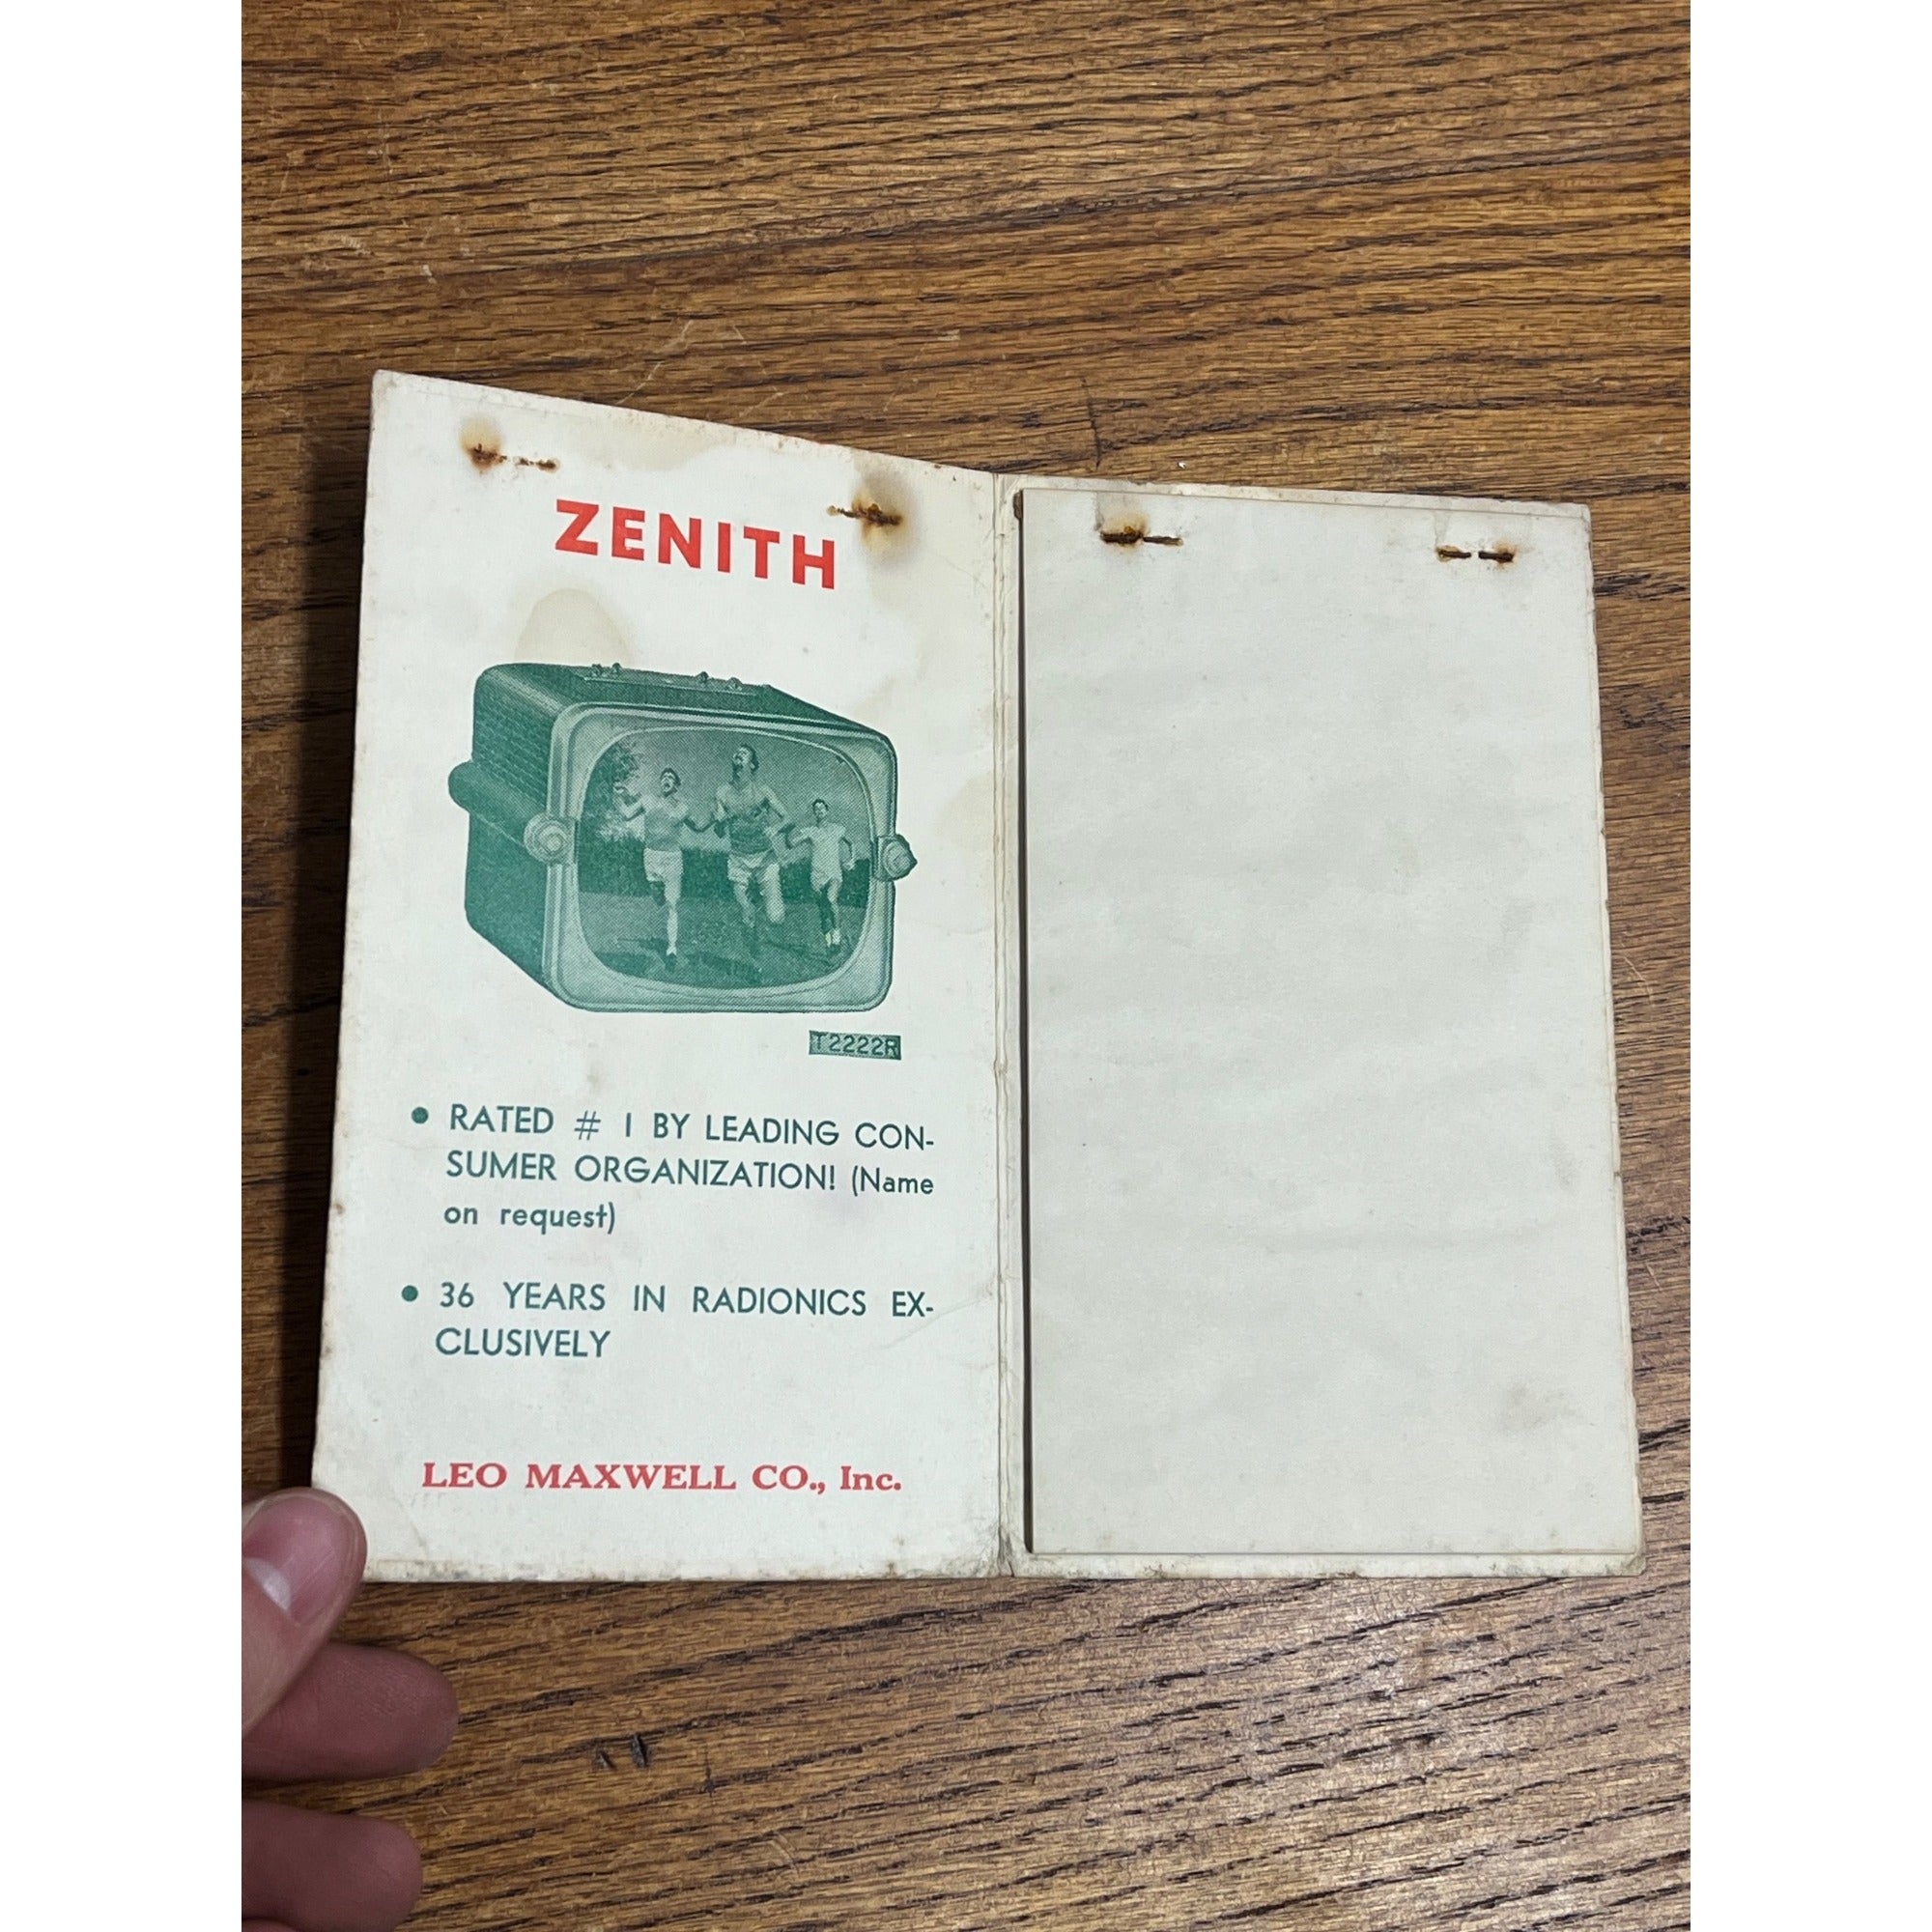 ZENITH
T2222R
• RATED # 1 BY LEADING CON-
SUMER ORGANIZATION! (Name
on request)
• 36 YEARS IN RADIONICS EX-
CLUSIVELY
LEO MAXWELL CO., Inc.